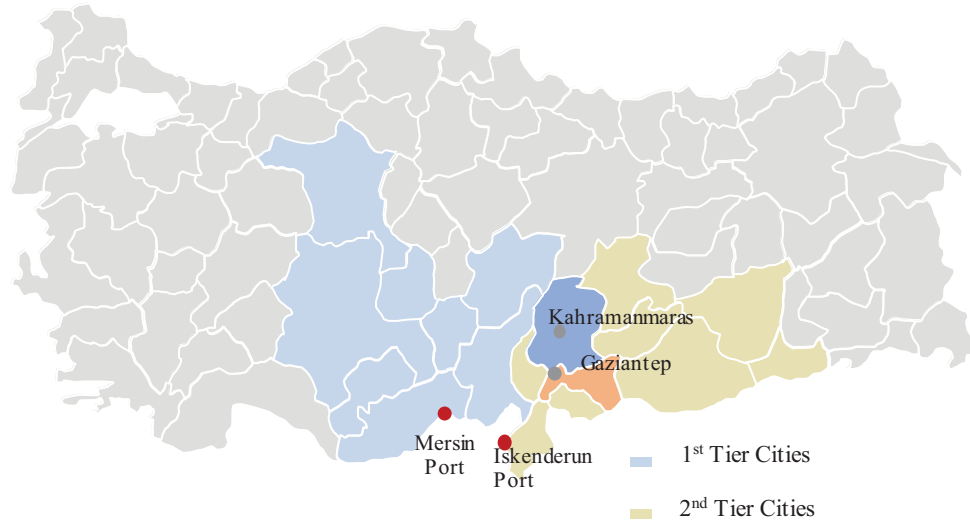 Kahramanmaras
Gaziantep
Mersin
Port
Iskenderun
Port
1st Tier Cities
2nd Tier Cities